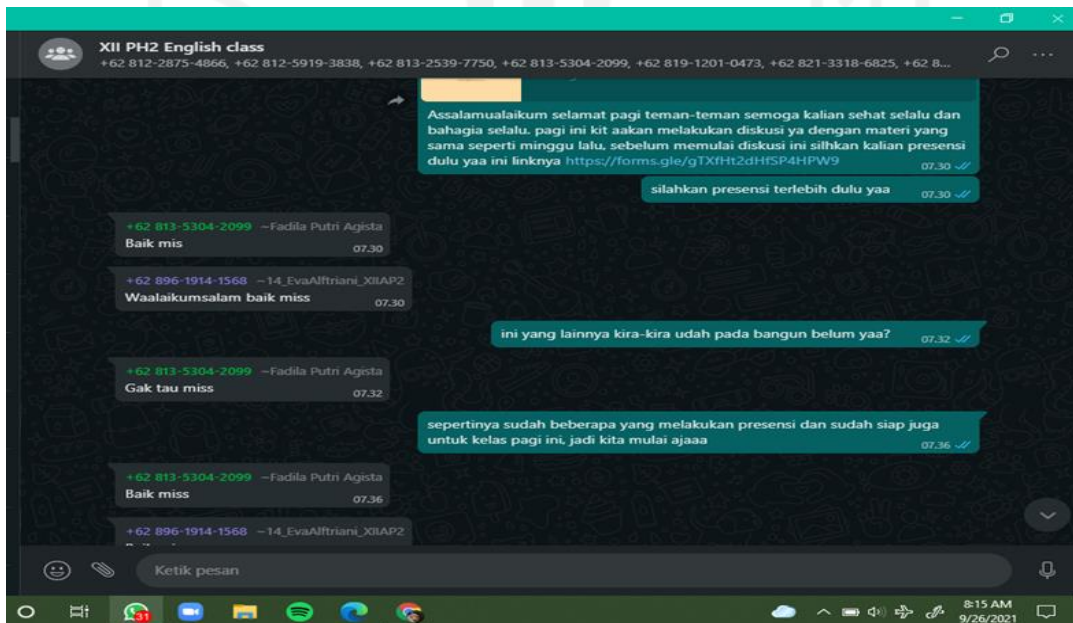 XII PH2 English class
+62 812-2875-4866, +62 812-5919-3838, +62 813-2539-7750, +62 813-5304-2099, +62 819-1201-0473, +62 821-3318-6825, +62 8...
Assalamualaikum selamat pagi teman-teman semoga kalian sehat selalu dan
bahagia selalu. pagi ini kit aakan melakukan diskusi ya dengan materi yang
sama seperti minggu lalu, sebelum memulai diskusi ini silhkan kalian presensi
dulu yaa ini linknya https://forms.gle/gTXfHt2dHfSP4HPW9 07.30
silahkan presensi terlebih dulu yaa 07.30
+62 813-5304-2099 ~Fadila Putri Agista
Baik mis 07.30
+62 896-1914-1568 ~14_EvaAlftriani_XIIAP2
Waalaikumsalam baik miss 07.30
ini yang lainnya kira-kira udah pada bangun belum yaa? 07.32
+62 813-5304-2099 ~Fadila Putri Agista
Gak tau miss 07.32
sepertinya sudah beberapa yang melakukan presensi dan sudah siap juga
untuk kelas pagi ini, jadi kita mulai ajaaa 07.36
+62 813-5304-2099 ~Fadila Putri Agista
Baik miss 07.36
+62 896-1914-1568 ~14_EvaAlftriani_XIIAP2
Ketik pesan
31
8:15 AM
9/26/2021